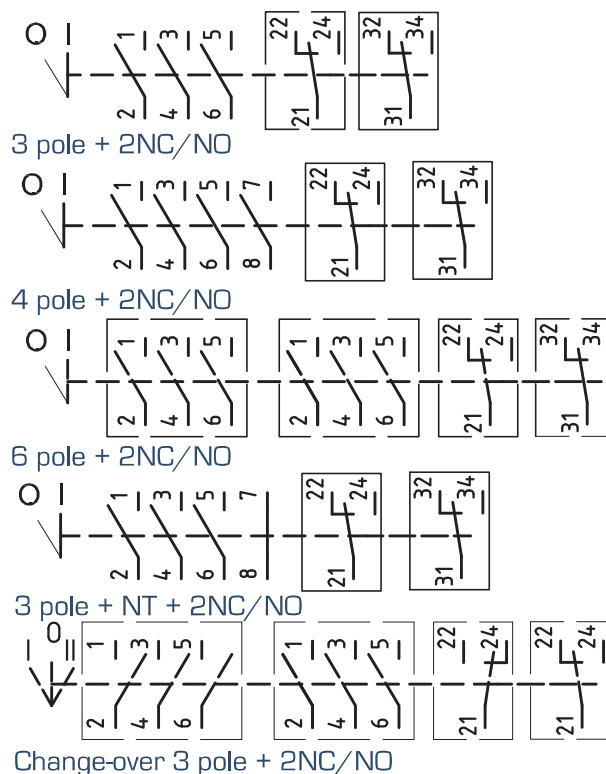 O I 1 3 5 22 24 32 34
2 4 6 21 31
3 pole + 2NC/NO
O I 1 3 5 7 22 24 32 34
2 4 6 8 21 31
4 pole + 2NC/NO
O I 1 3 5 1 3 5 22 24 32 34
2 4 6 2 4 6 21 31
6 pole + 2NC/NO
O I 1 3 5 7 22 24 32 34
2 4 6 8 21 31
3 pole + NT + 2NC/NO
I O II 1 3 5 1 3 5 22 24 22 24
2 4 6 2 4 6 21 21
Change-over 3 pole + 2NC/NO